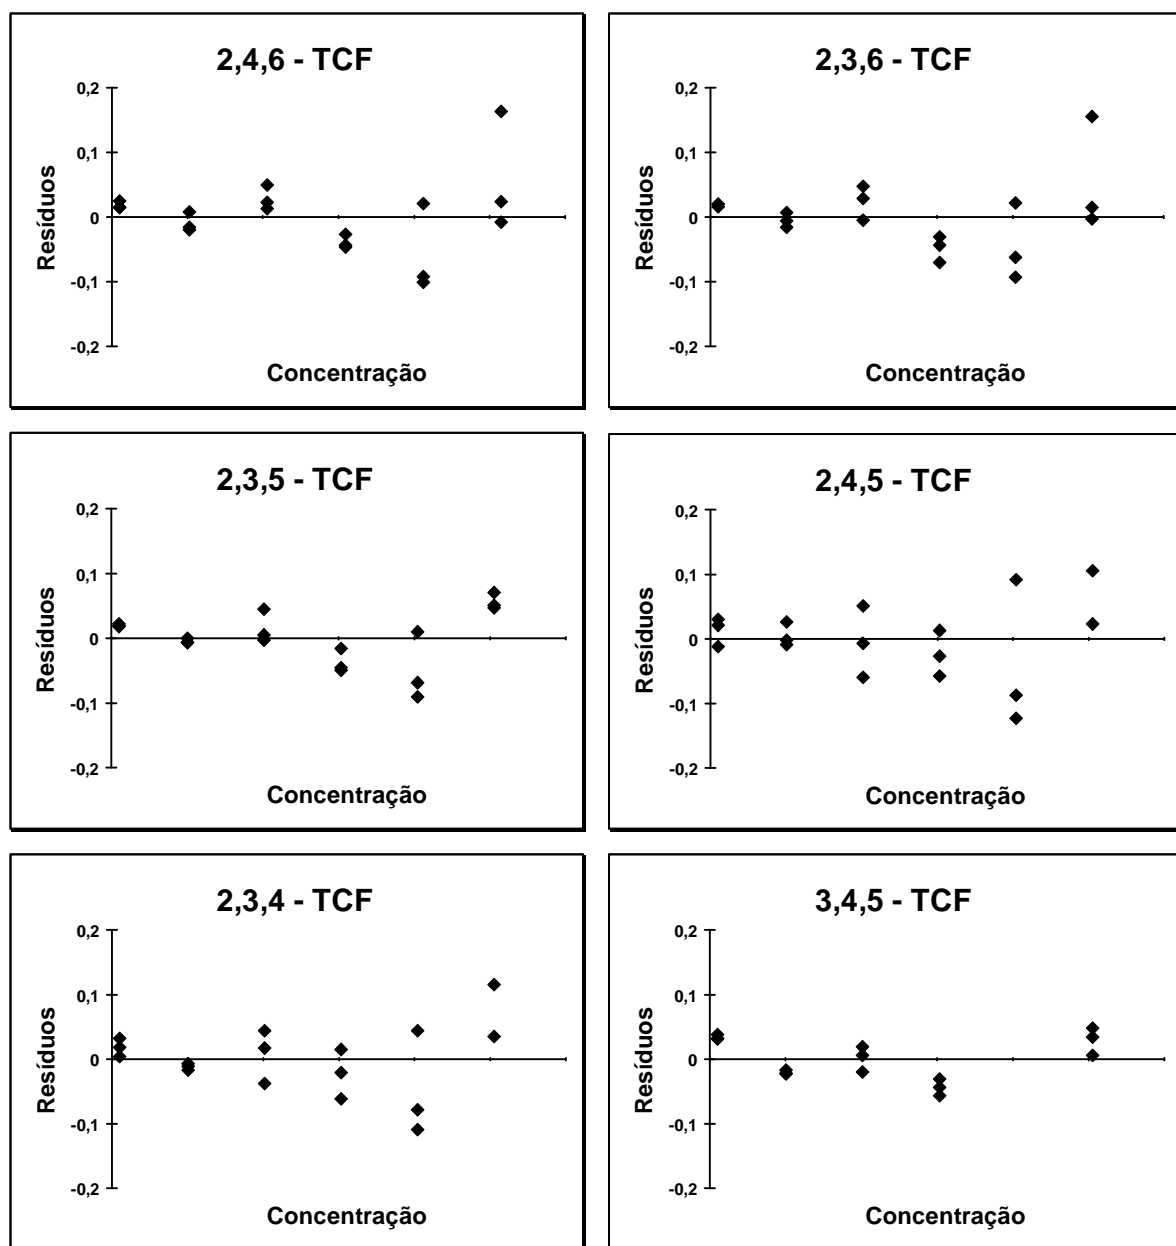 2,4,6 - TCF
0,2
0,1
0
-0,1
-0,2
Resíduos
Concentração
2,3,6 - TCF
0,2
0,1
0
-0,1
-0,2
Resíduos
Concentração
2,3,5 - TCF
0,2
0,1
0
-0,1
-0,2
Resíduos
Concentração
2,4,5 - TCF
0,2
0,1
0
-0,1
-0,2
Resíduos
Concentração
2,3,4 - TCF
0,2
0,1
0
-0,1
-0,2
Resíduos
Concentração
3,4,5 - TCF
0,2
0,1
0
-0,1
-0,2
Resíduos
Concentração